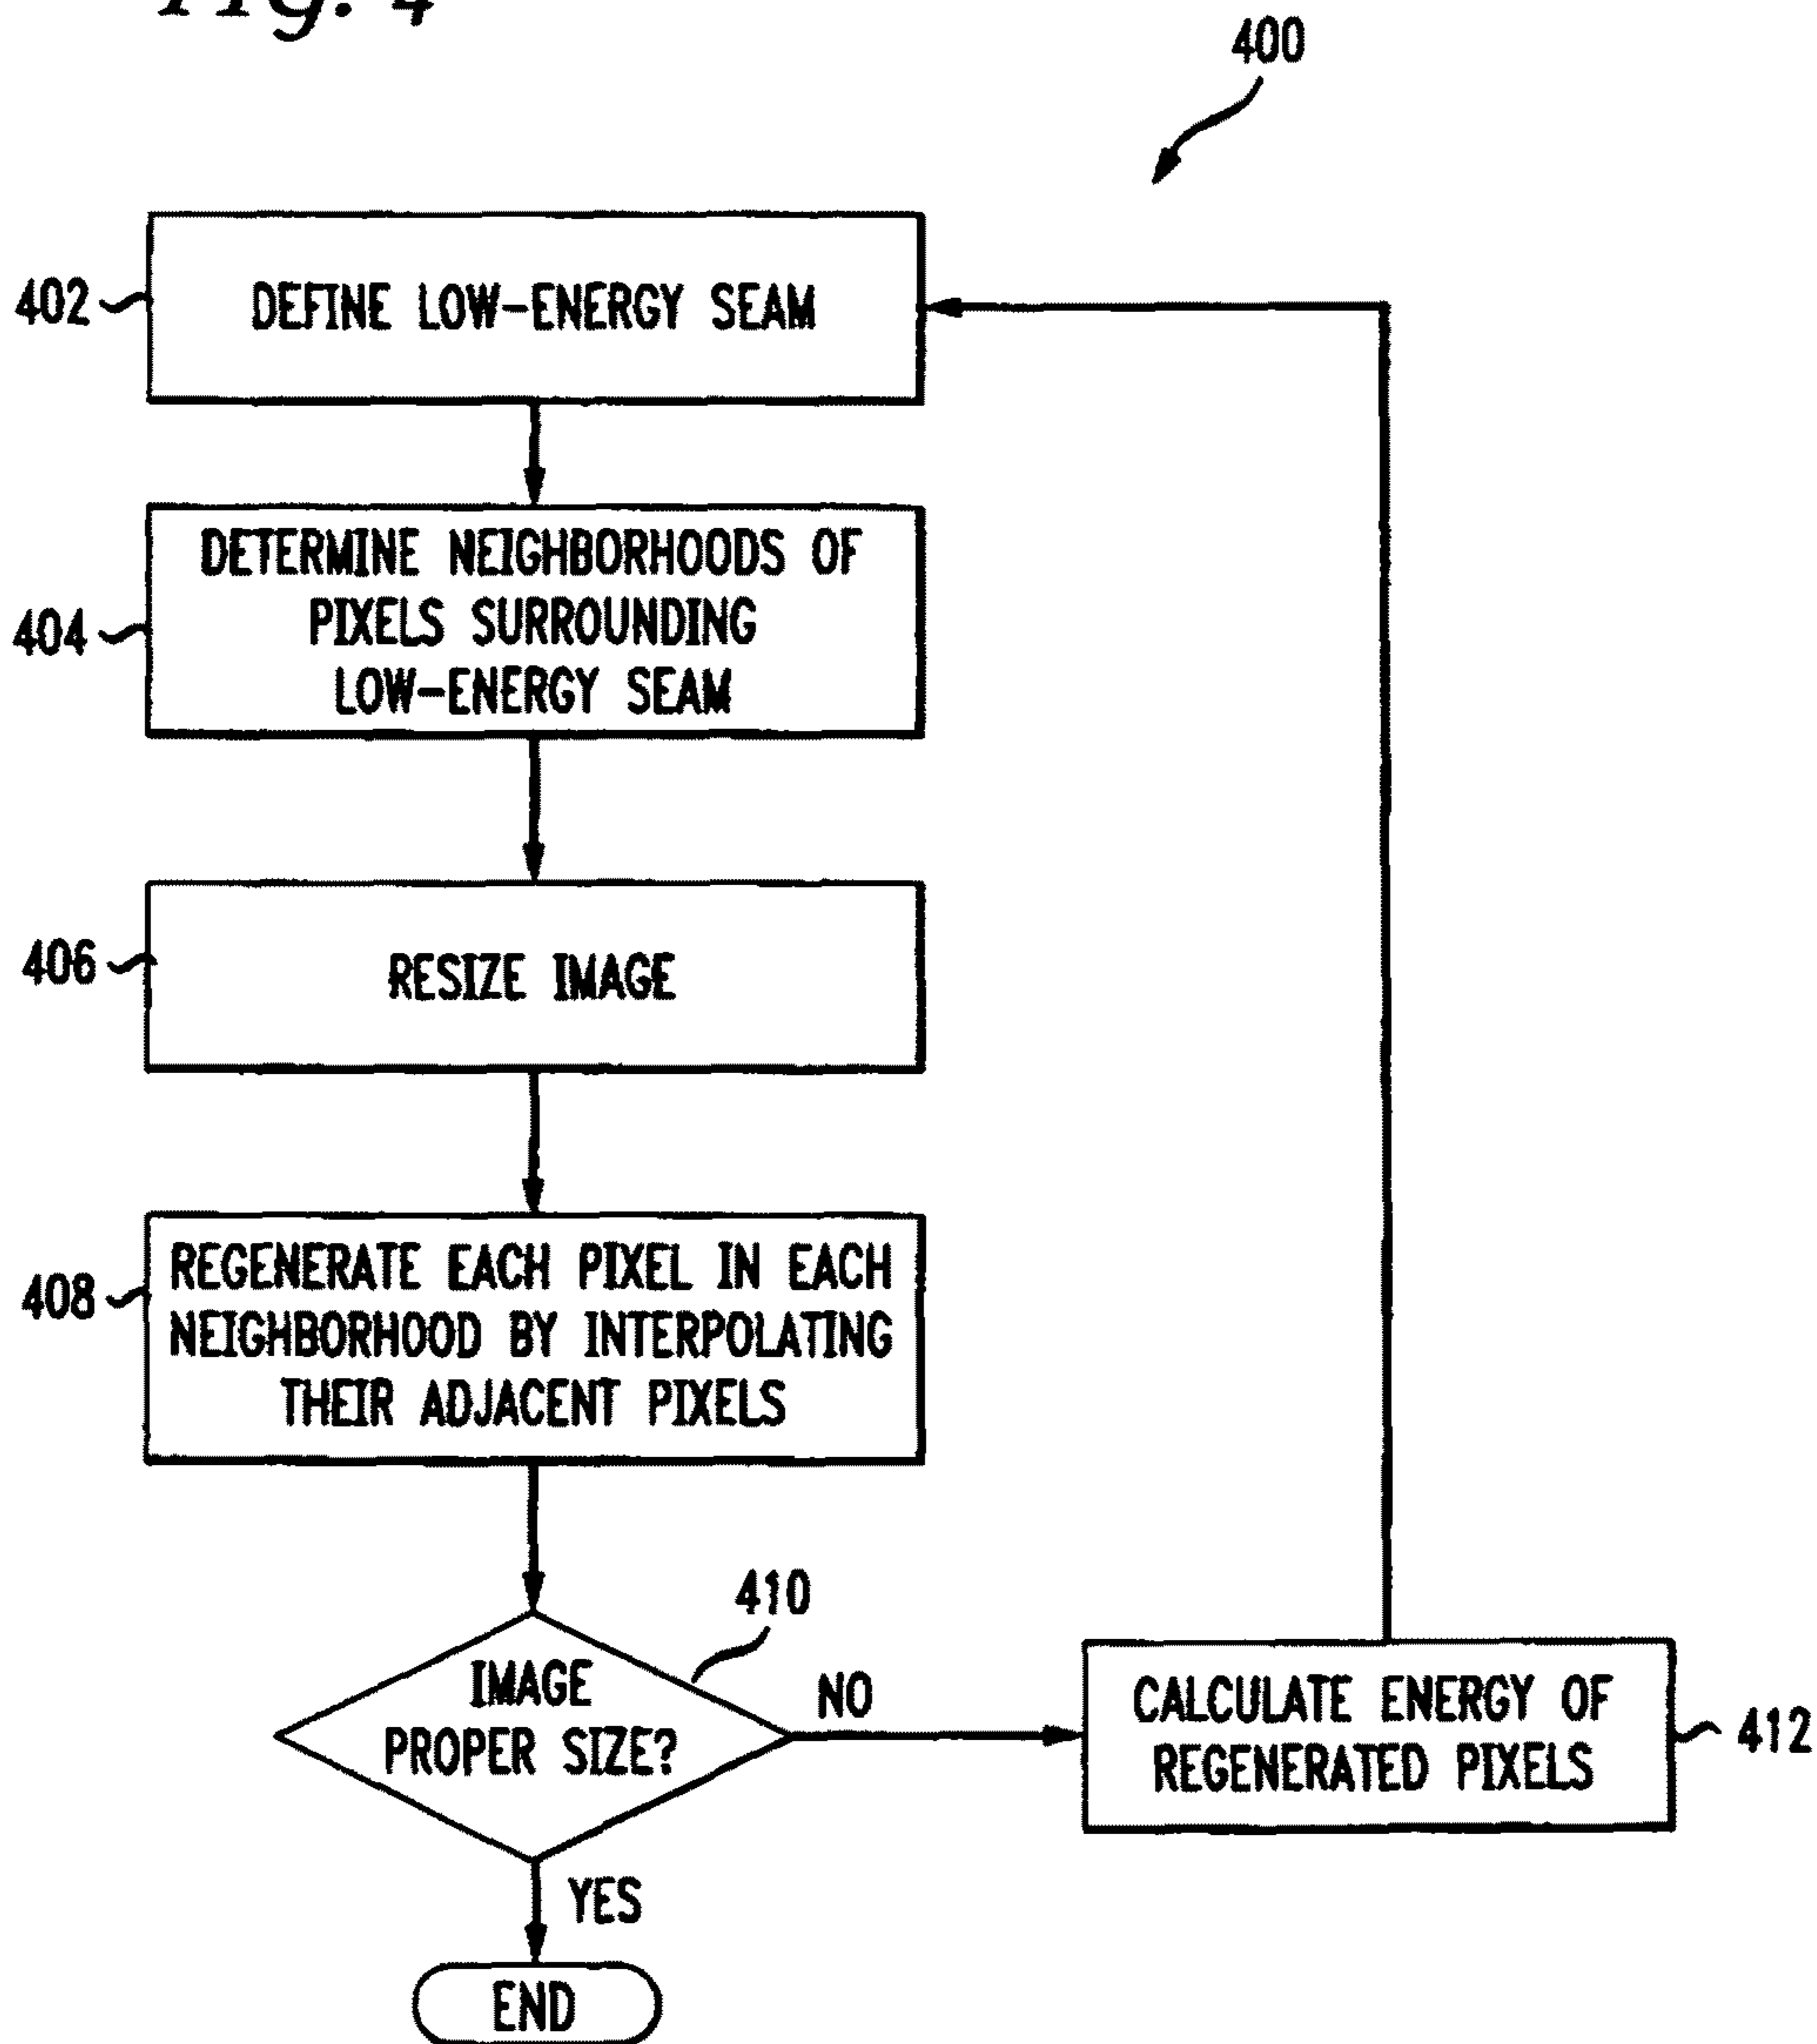 FIG. 4
400
402
DEFINE LOW-ENERGY SEAM
404
DETERMINE NEIGHBORHOODS OF
PIXELS SURROUNDING
LOW-ENERGY SEAM
406
RESIZE IMAGE
408
REGENERATE EACH PIXEL IN EACH
NEIGHBORHOOD BY INTERPOLATING
THEIR ADJACENT PIXELS
410
IMAGE
PROPER SIZE?
NO
CALCULATE ENERGY OF
REGENERATED PIXELS
412
YES
END